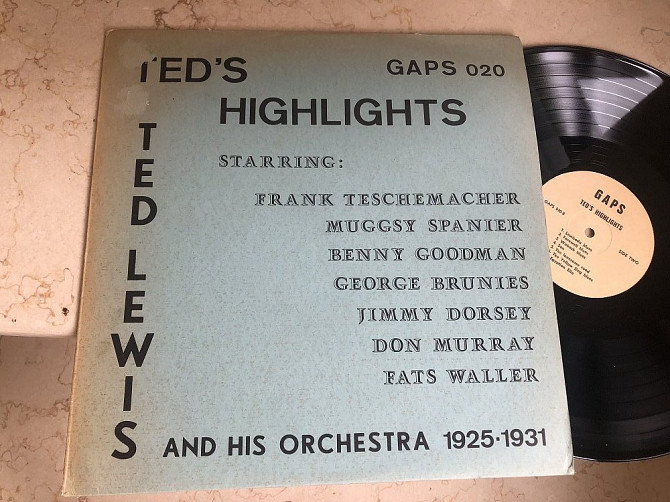 TED'S
GAPS 020
HIGHLIGHTS
TED LEWIS
STARRING:
FRANK TESCHEMACHER
MUGGSY SPANIER
BENNY GOODMAN
GEORGE BRUNIES
JIMMY DORSEY
DON MURRAY
FATS WALLER
AND HIS ORCHESTRA 1925-1931
GAPS
TED'S HIGHLIGHTS
SIDE TWO